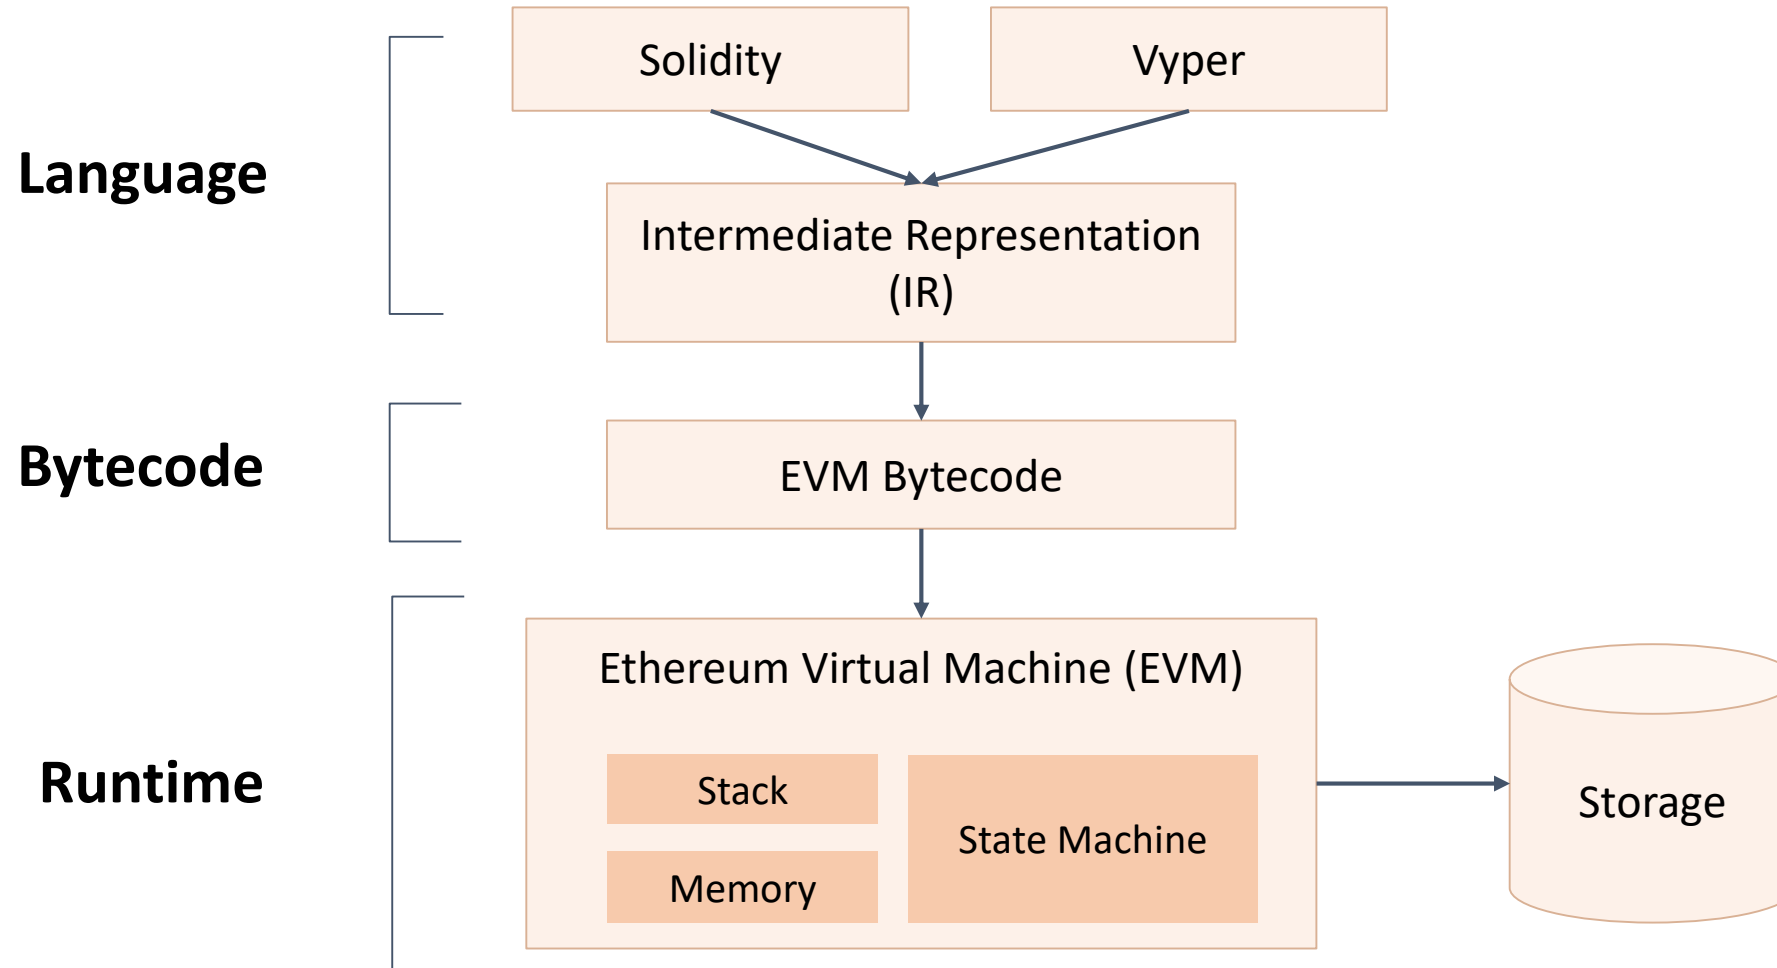 Solidity
Vyper
Language
Intermediate Representation
(IR)
Bytecode
EVM Bytecode
Ethereum Virtual Machine (EVM)
Runtime
Stack
State Machine
Memory
Storage